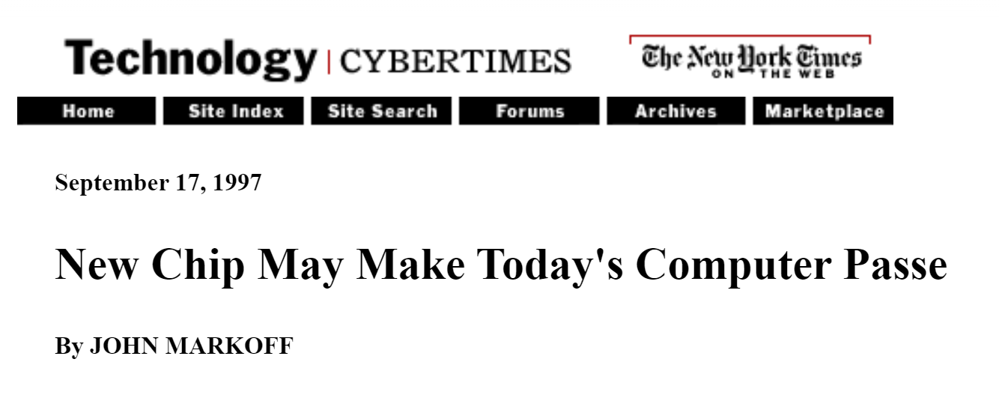 Technology | CYBERTIMES
The New York Times
ON THE WEB
Home Site Index Site Search Forums Archives Marketplace
September 17, 1997
New Chip May Make Today's Computer Passe
By JOHN MARKOFF